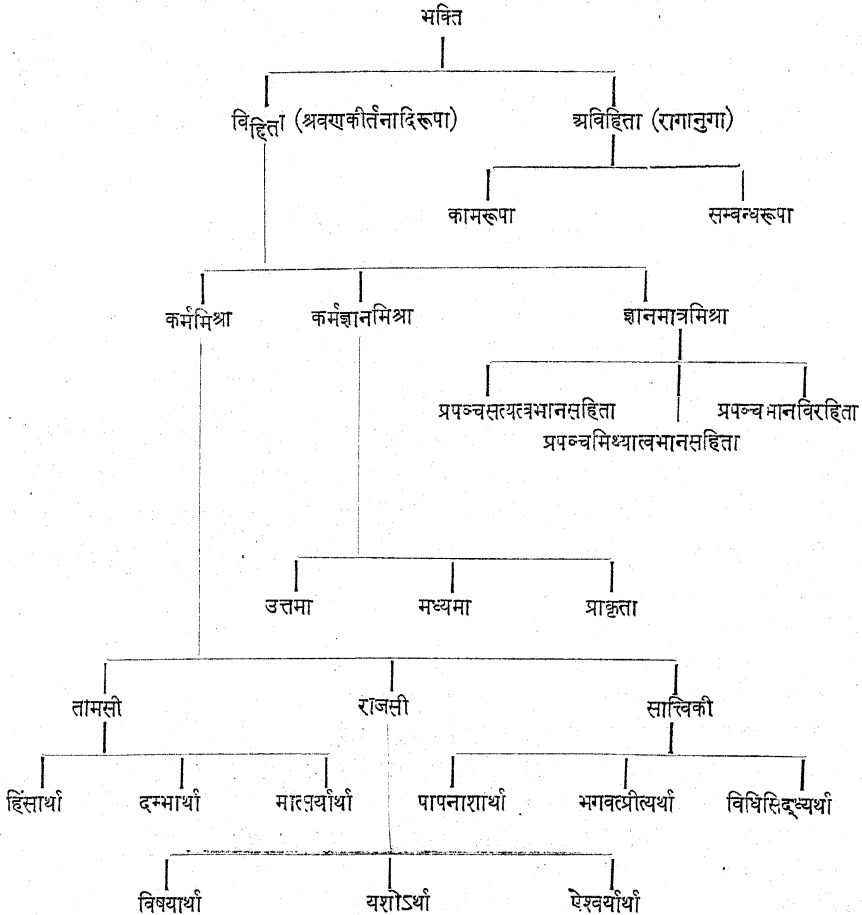 भक्ति
विहिता (श्रवणकीर्तनादिरूपा) अविहिता (रागानुगा)
कामरूपा सम्बन्धरूपा
कर्ममिश्रा कर्मज्ञानमिश्रा ज्ञानमात्रमिश्रा
प्रपञ्चसत्यत्वभानसहिता प्रपञ्चभानविरहिता
प्रपञ्चमिथ्यात्वभानसहिता
उत्तमा मध्यमा प्राकृता
तामसी राजसी सात्त्विकी
हिंसार्था दम्भार्था मात्सर्यार्था पापनाशार्था भगवत्प्रीत्यर्था विधिसिद्ध्यर्था
विषयार्था यशोऽर्था ऐश्वर्यार्था